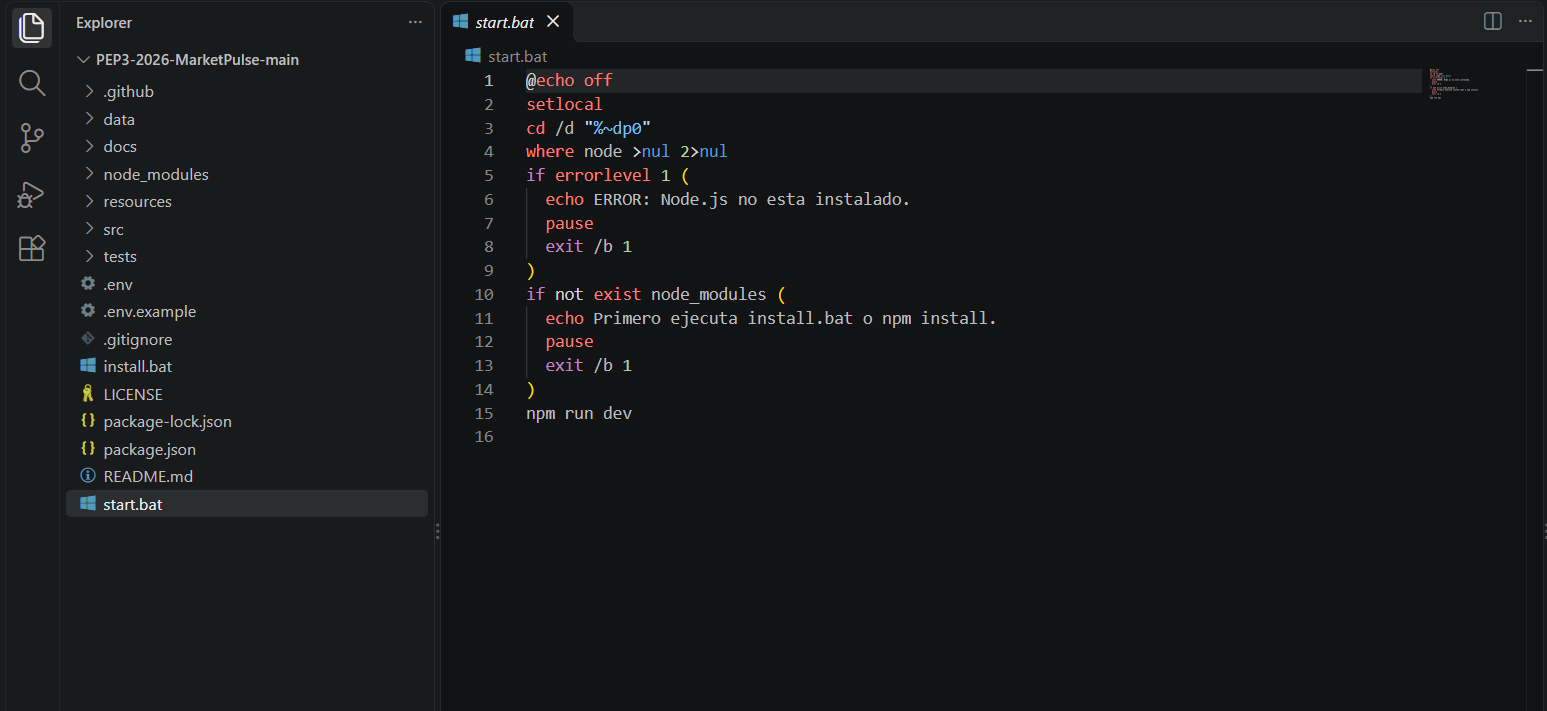 Explorer
PEP3-2026-MarketPulse-main
.github
data
docs
node_modules
resources
src
tests
.env
.env.example
.gitignore
install.bat
LICENSE
package-lock.json
package.json
README.md
start.bat
start.bat
start.bat
1 @echo off
2 setlocal
3 cd /d "%~dp0"
4 where node >nul 2>nul
5 if errorlevel 1 (
6 echo ERROR: Node.js no esta instalado.
7 pause
8 exit /b 1
9 )
10 if not exist node_modules (
11 echo Primero ejecuta install.bat o npm install.
12 pause
13 exit /b 1
14 )
15 npm run dev
16